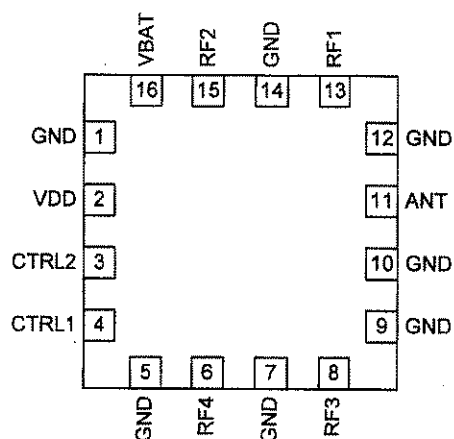 VBAT RF2 GND RF1
16 15 14 13
GND 1 12 GND
VDD 2 11 ANT
CTRL2 3 10 GND
CTRL1 4 9 GND
5 6 7 8
GND RF4 GND RF3